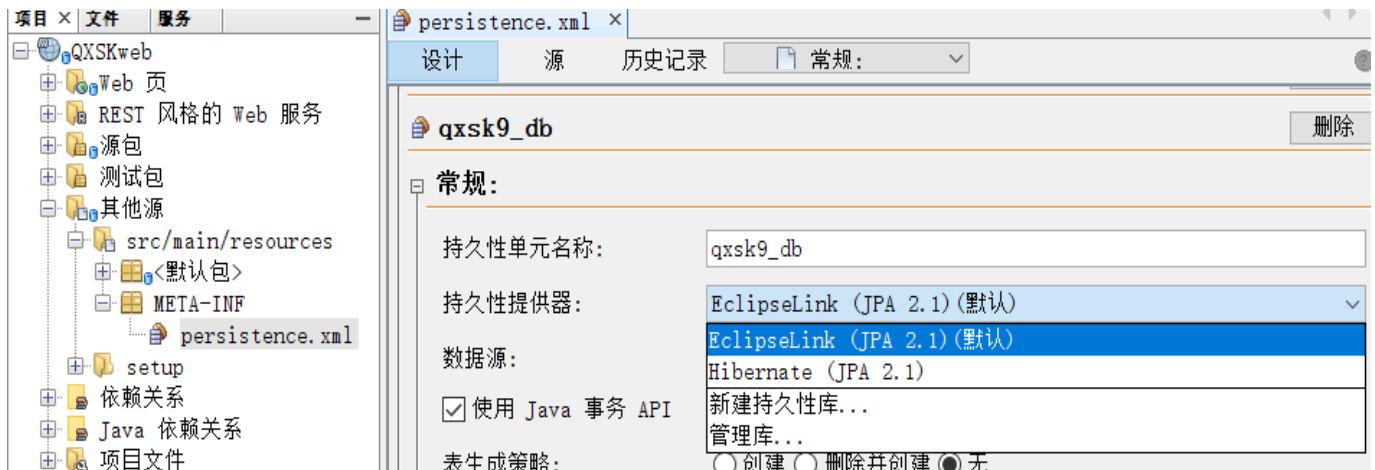 项目 × 文件 服务
QXSKweb
Web 页
REST 风格的 Web 服务
源包
测试包
其他源
src/main/resources
<默认包>
META-INF
persistence.xml
setup
依赖关系
Java 依赖关系
项目文件
persistence.xml ×
设计 源 历史记录 常规:
qxsk9_db 删除
常规:
持久性单元名称: qxsk9_db
持久性提供器: EclipseLink (JPA 2.1)(默认)
EclipseLink (JPA 2.1)(默认)
Hibernate (JPA 2.1)
新建持久性库...
管理库...
数据源:
使用 Java 事务 API
表生成策略: 创建 删除并创建 无